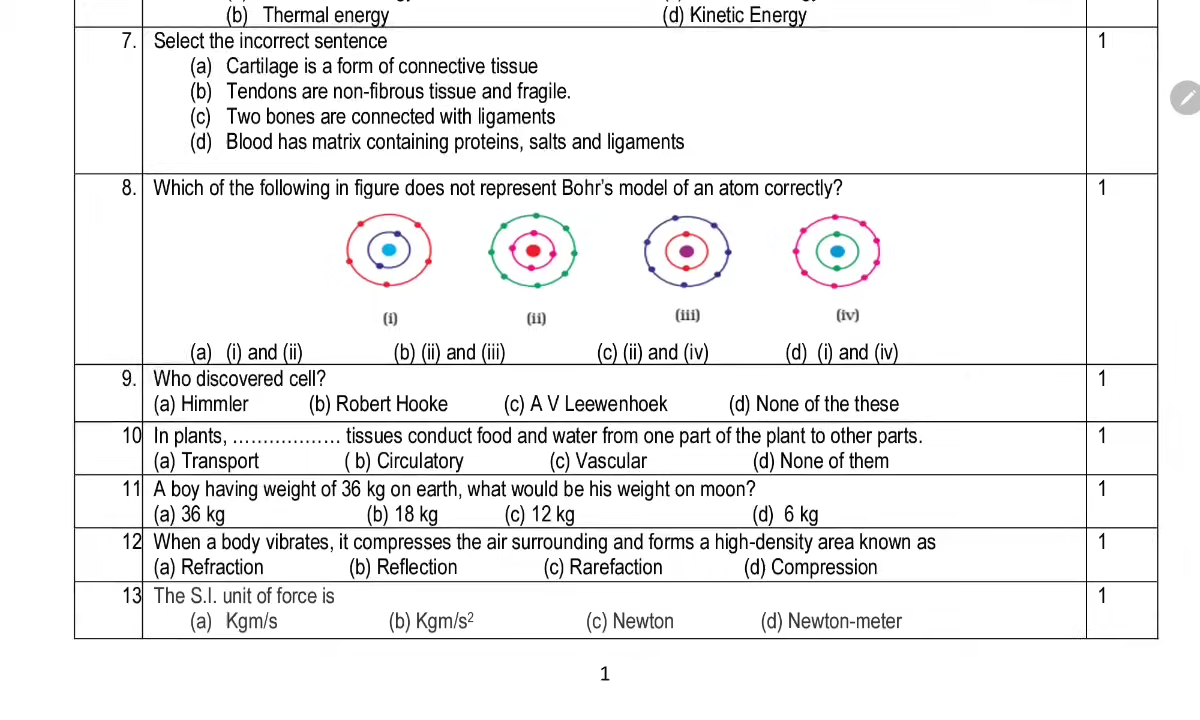 (b) Thermal energy (d) Kinetic Energy
7. Select the incorrect sentence 1
(a) Cartilage is a form of connective tissue
(b) Tendons are non-fibrous tissue and fragile.
(c) Two bones are connected with ligaments
(d) Blood has matrix containing proteins, salts and ligaments
8. Which of the following in figure does not represent Bohr's model of an atom correctly? 1
(i) (ii) (iii) (iv)
(a) (i) and (ii) (b) (ii) and (iii) (c) (ii) and (iv) (d) (i) and (iv)
9. Who discovered cell? 1
(a) Himmler (b) Robert Hooke (c) A V Leewenhoek (d) None of the these
10 In plants, .................. tissues conduct food and water from one part of the plant to other parts. 1
(a) Transport ( b) Circulatory (c) Vascular (d) None of them
11 A boy having weight of 36 kg on earth, what would be his weight on moon? 1
(a) 36 kg (b) 18 kg (c) 12 kg (d) 6 kg
12 When a body vibrates, it compresses the air surrounding and forms a high-density area known as 1
(a) Refraction (b) Reflection (c) Rarefaction (d) Compression
13 The S.I. unit of force is 1
(a) Kgm/s (b) Kgm/s² (c) Newton (d) Newton-meter
1